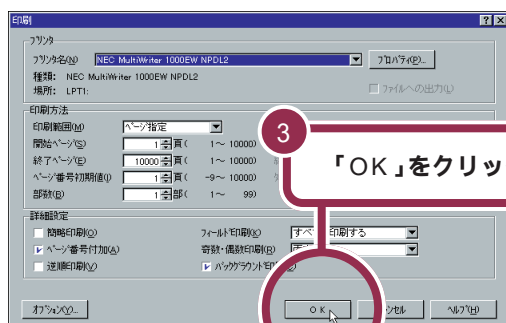 印刷
プリンタ
プリンタ名(N) NEC MultiWriter 1000EW NPDL2 プロパティ(P)...
種類: NEC MultiWriter 1000EW NPDL2
場所: LPT1: ファイルへの出力(L)
印刷方法
印刷範囲(M) ページ指定
開始ページ(S) 1 頁( 1～ 10000)
終了ページ(E) 10000 頁( 1～ 10000)
ページ番号初期値(I) 1 頁( -9～ 10000)
部数(B) 1 部( 1～ 99)
3
「OK」をクリッ
詳細設定
簡略印刷(O) フィールド印刷(K) すべ 印刷する
ページ番号付加(A) 奇数・偶数印刷(R)
逆順印刷(V) バックグラウンド印
オプション(Y)... OK ンセル ヘルプ(H)